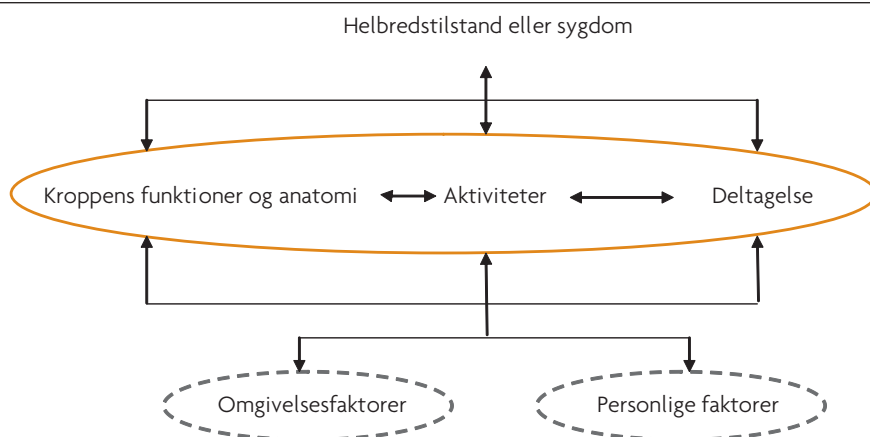 Helbredstilstand eller sygdom
Kroppens funktioner og anatomi
Aktiviteter
Deltagelse
Omgivelsesfaktorer
Personlige faktorer